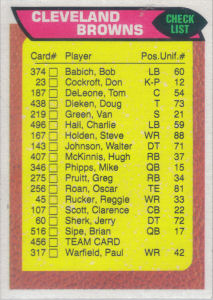 CLEVELAND
BROWNS
CHECK
LIST
Card# Player Pos. Unif.#
374 Babich, Bob LB 60
23 Cockroft, Don K-P 12
187 DeLeone, Tom C 54
438 Dieken, Doug T 73
219 Green, Van S 21
496 Hall, Charlie LB 59
167 Holden, Steve WR 88
143 Johnson, Walter DT 71
407 McKinnis, Hugh RB 37
346 Phipps, Mike QB 15
275 Pruitt, Greg RB 34
256 Roan, Oscar TE 81
45 Rucker, Reggie WR 33
107 Scott, Clarence CB 22
60 Sherk, Jerry DT 72
516 Sipe, Brian QB 17
456 TEAM CARD
317 Warfield, Paul WR 42